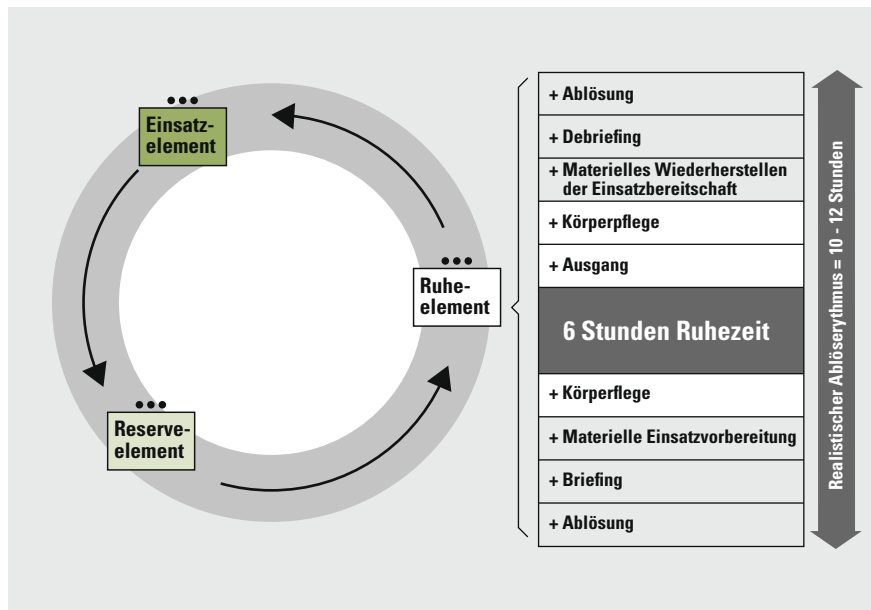 Einsatz-
element
Ruhe-
element
Reserve-
element
+ Ablösung
+ Debriefing
+ Materielles Wiederherstellen
der Einsatzbereitschaft
+ Körperpflege
+ Ausgang
6 Stunden Ruhezeit
+ Körperflege
+ Materielle Einsatzvorbereitung
+ Briefing
+ Ablösung
Realistischer Ablöserythmus = 10 - 12 Stunden